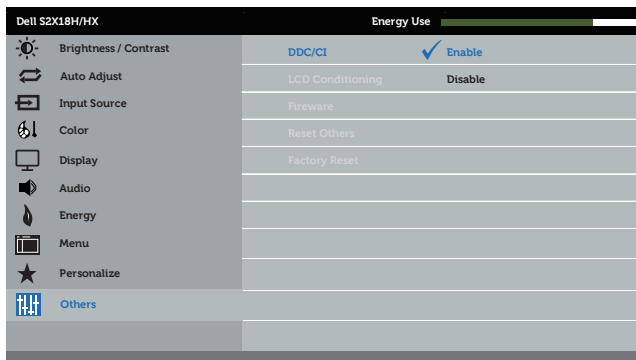 Dell S2X18H/HX Energy Use
Brightness / Contrast DDC/CI Enable
Auto Adjust LCD Conditioning Disable
Input Source Fireware
Color Reset Others
Display Factory Reset
Audio
Energy
Menu
Personalize
Others